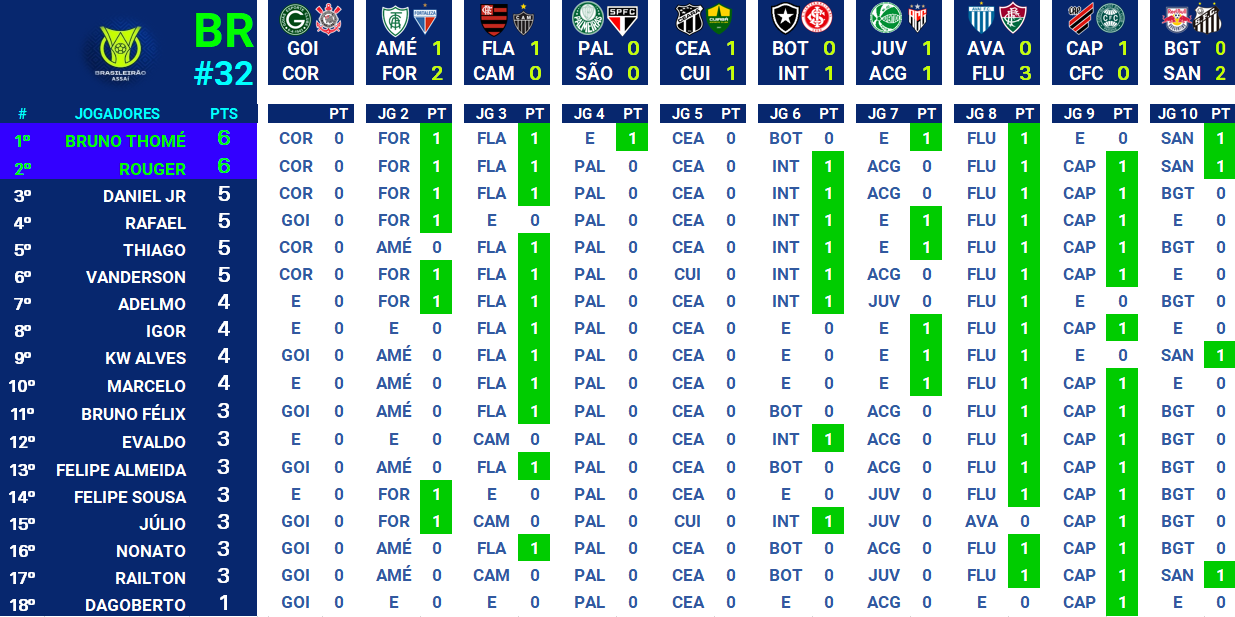 BR
#32
BRASILEIRÃO
ASSAÍ
GOI
COR
AMÉ 1
FOR 2
FLA 1
CAM 0
PAL 0
SÃO 0
CEA 1
CUI 1
BOT 0
INT 1
JUV 1
ACG 1
AVA 0
FLU 3
CAP 1
CFC 0
BGT 0
SAN 2
# JOGADORES PTS PT JG 2 PT JG 3 PT JG 4 PT JG 5 PT JG 6 PT JG 7 PT JG 8 PT JG 9 PT JG 10 PT
1º BRUNO THOMÉ 6 COR 0 FOR 1 FLA 1 E 1 CEA 0 BOT 0 E 1 FLU 1 E 0 SAN 1
2º ROUGER 6 COR 0 FOR 1 FLA 1 PAL 0 CEA 0 INT 1 ACG 0 FLU 1 CAP 1 SAN 1
3º DANIEL JR 5 COR 0 FOR 1 FLA 1 PAL 0 CEA 0 INT 1 ACG 0 FLU 1 CAP 1 BGT 0
4º RAFAEL 5 GOI 0 FOR 1 E 0 PAL 0 CEA 0 INT 1 E 1 FLU 1 CAP 1 E 0
5º THIAGO 5 COR 0 AMÉ 0 FLA 1 PAL 0 CEA 0 INT 1 E 1 FLU 1 CAP 1 BGT 0
6º VANDERSON 5 COR 0 FOR 1 FLA 1 PAL 0 CUI 0 INT 1 ACG 0 FLU 1 CAP 1 E 0
7º ADELMO 4 E 0 FOR 1 FLA 1 PAL 0 CEA 0 INT 1 JUV 0 FLU 1 E 0 BGT 0
8º IGOR 4 E 0 E 0 FLA 1 PAL 0 CEA 0 E 0 E 1 FLU 1 CAP 1 E 0
9º KW ALVES 4 GOI 0 AMÉ 0 FLA 1 PAL 0 CEA 0 E 0 E 1 FLU 1 E 0 SAN 1
10º MARCELO 4 E 0 AMÉ 0 FLA 1 PAL 0 CEA 0 E 0 E 1 FLU 1 CAP 1 E 0
11º BRUNO FÉLIX 3 GOI 0 AMÉ 0 FLA 1 PAL 0 CEA 0 BOT 0 ACG 0 FLU 1 CAP 1 BGT 0
12º EVALDO 3 E 0 E 0 CAM 0 PAL 0 CEA 0 INT 1 ACG 0 FLU 1 CAP 1 BGT 0
13º FELIPE ALMEIDA 3 GOI 0 AMÉ 0 FLA 1 PAL 0 CEA 0 BOT 0 ACG 0 FLU 1 CAP 1 BGT 0
14º FELIPE SOUSA 3 E 0 FOR 1 E 0 PAL 0 CEA 0 E 0 JUV 0 FLU 1 CAP 1 BGT 0
15º JÚLIO 3 GOI 0 FOR 1 CAM 0 PAL 0 CUI 0 INT 1 JUV 0 AVA 0 CAP 1 BGT 0
16º NONATO 3 GOI 0 AMÉ 0 FLA 1 PAL 0 CEA 0 BOT 0 ACG 0 FLU 1 CAP 1 BGT 0
17º RAILTON 3 GOI 0 AMÉ 0 CAM 0 PAL 0 CEA 0 BOT 0 JUV 0 FLU 1 CAP 1 SAN 1
18º DAGOBERTO 1 GOI 0 E 0 E 0 PAL 0 CEA 0 E 0 ACG 0 E 0 CAP 1 E 0